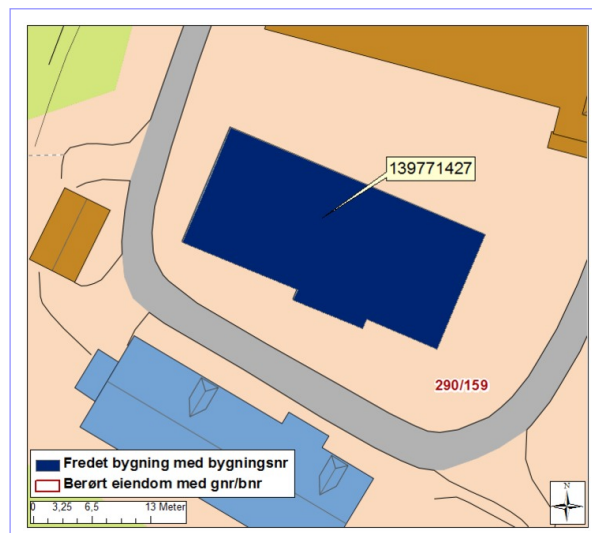 139771427
290/159
Fredet bygning med bygningsnr
Berørt eiendom med gnr/bnr
0 3,25 6,5 13 Meter
N